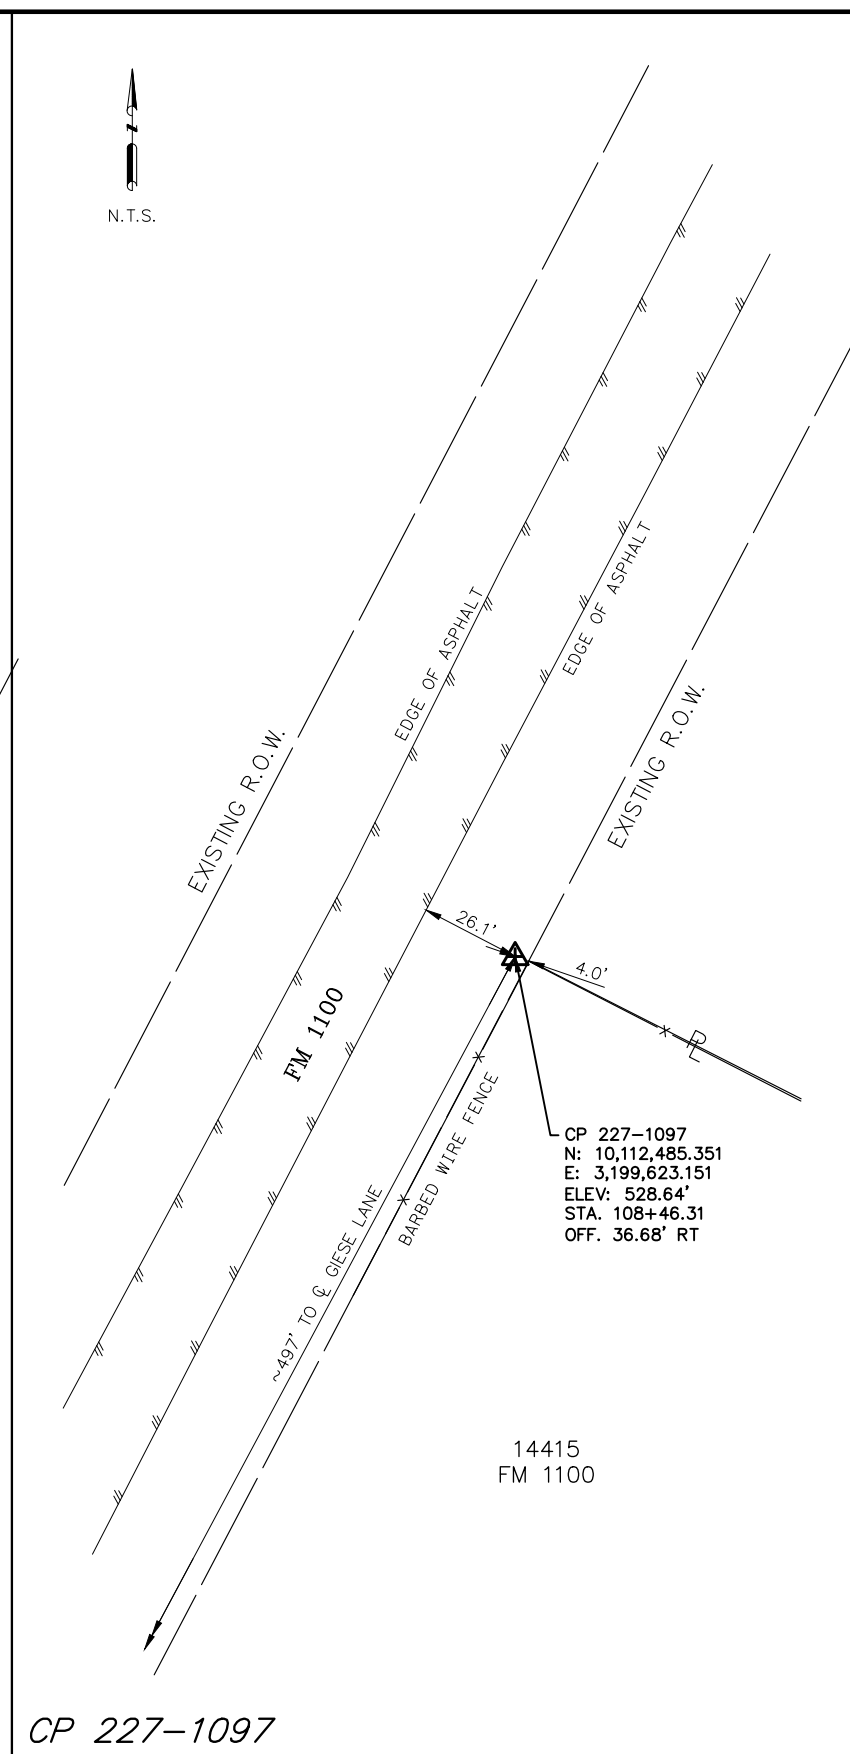 N
N.T.S.
EDGE OF ASPHALT
EDGE OF ASPHALT
EXISTING R.O.W.
EXISTING R.O.W.
26.1'
4.0'
FM 1100
PL
BARBED WIRE FENCE
CP 227-1097
N: 10,112,485.351
E: 3,199,623.151
ELEV: 528.64'
STA. 108+46.31
OFF. 36.68' RT
~497' TO ℄ GIESE LANE
14415
FM 1100
CP 227-1097